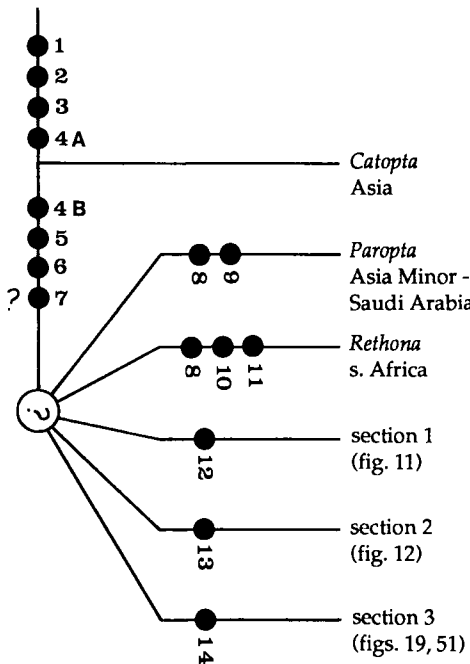 1
2
3
4A
Catopta
Asia
4B
5
6
? 7
Paropta
Asia Minor -
Saudi Arabia
8 9
Rethona
s. Africa
8 10 11
?
section 1
(fig. 11)
12
section 2
(fig. 12)
13
section 3
(figs. 19, 51)
14